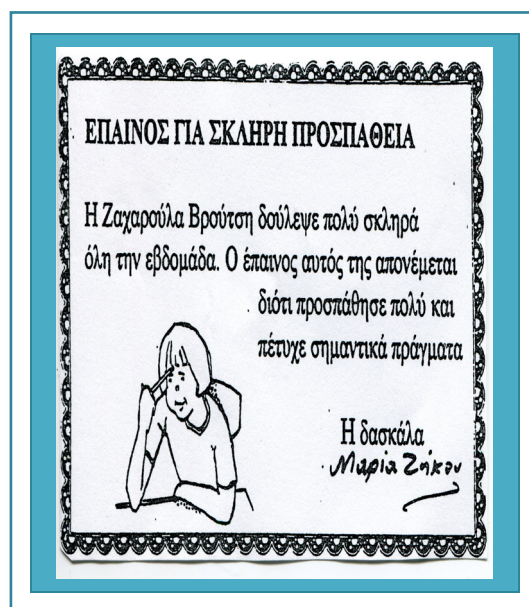 ΕΠΑΙΝΟΣ ΓΙΑ ΣΚΛΗΡΗ ΠΡΟΣΠΑΘΕΙΑ
Η Ζαχαρούλα Βρούτση δούλεψε πολύ σκληρά
όλη την εβδομάδα. Ο έπαινος αυτός της απονέμεται
διότι προσπάθησε πολύ και
πέτυχε σημαντικά πράγματα
Η δασκάλα
Μαρία Ζήκου